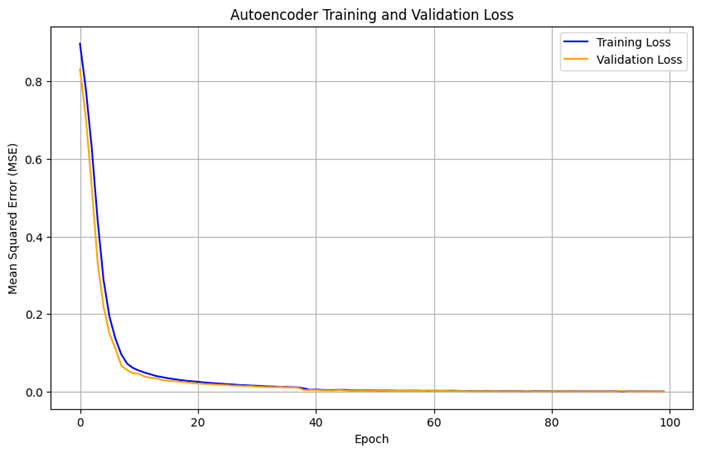 Autoencoder Training and Validation Loss
Training Loss
Validation Loss
Mean Squared Error (MSE)
0.8
0.6
0.4
0.2
0.0
0 20 40 60 80 100
Epoch